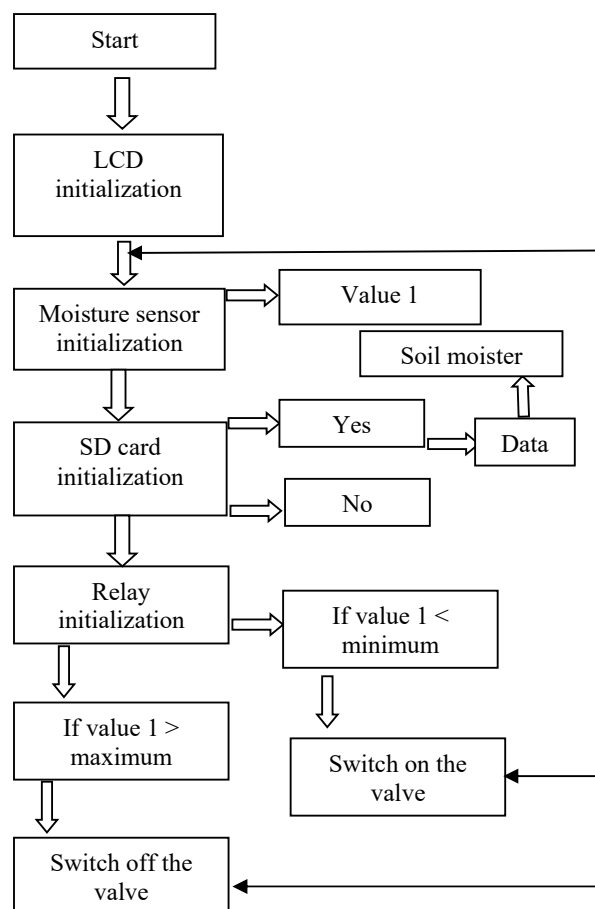 Start
LCD
initialization
Moisture sensor
initialization
Value 1
Soil moister
SD card
initialization
Yes
Data
No
Relay
initialization
If value 1 <
minimum
If value 1 >
maximum
Switch on the
valve
Switch off the
valve